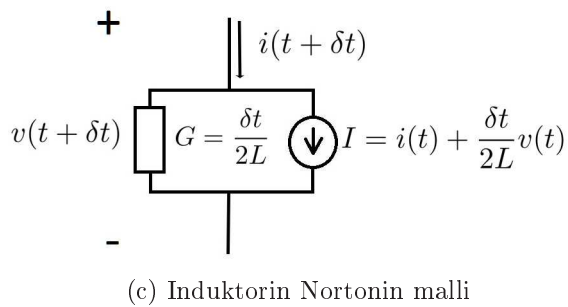 +
i(t + δt)
v(t + δt)
G = δt/2L
I = i(t) + δt/2L v(t)
-
(c) Induktorin Nortonin malli